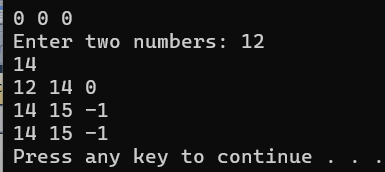 0 0 0
Enter two numbers: 12
14
12 14 0
14 15 -1
14 15 -1
Press any key to continue . . .